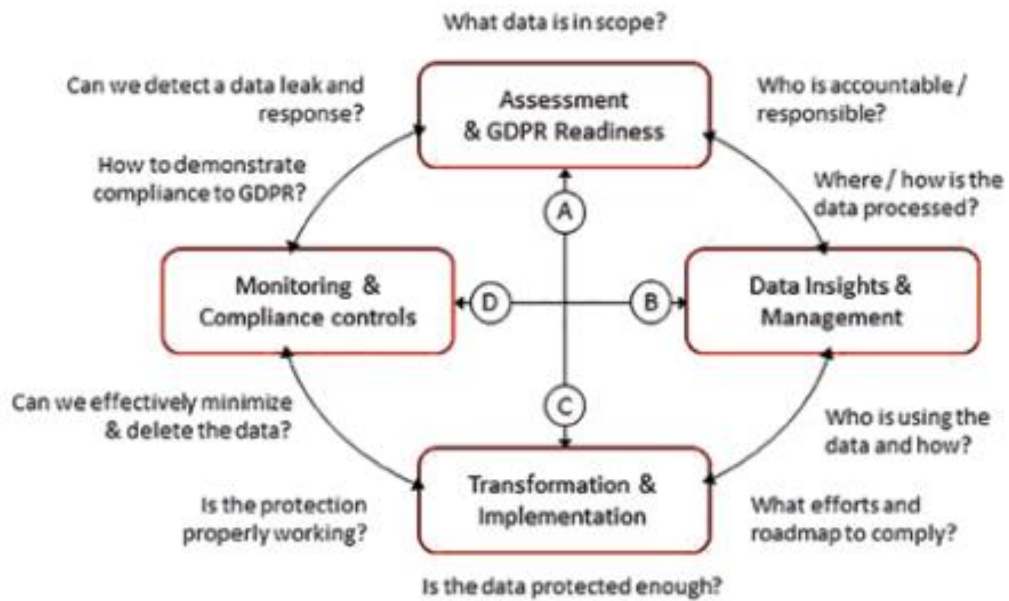 What data is in scope?
Can we detect a data leak and
response?
Assessment
& GDPR Readiness
Who is accountable /
responsible?
How to demonstrate
compliance to GDPR?
Where / how is the
data processed?
A
Monitoring &
Compliance controls
D
B
Data Insights &
Management
C
Can we effectively minimize
& delete the data?
Who is using the
data and how?
Transformation &
Implementation
Is the protection
properly working?
What efforts and
roadmap to comply?
Is the data protected enough?